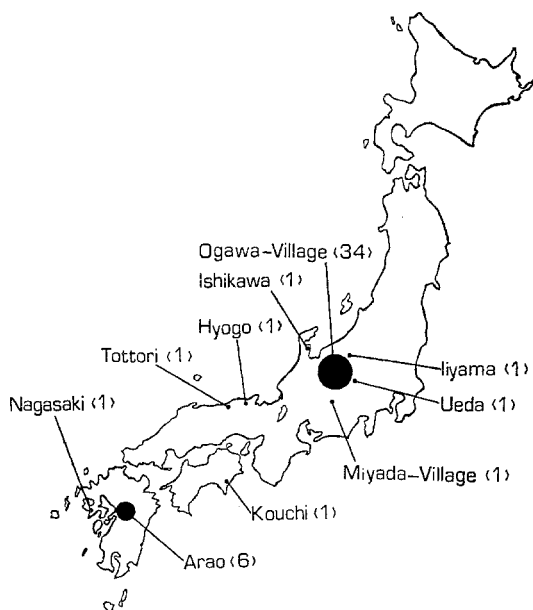 Ogawa-Village (34)
Ishikawa (1)
Hyogo (1)
Tottori (1)
Iiyama (1)
Nagasaki (1)
Ueda (1)
Miyada-Village (1)
Kouchi (1)
Arao (6)